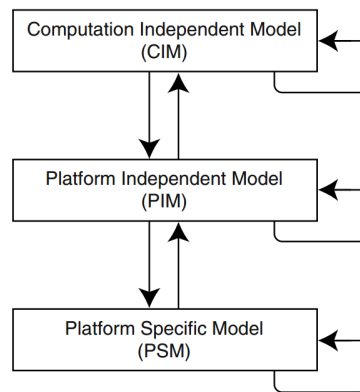 Computation Independent Model
(CIM)
Platform Independent Model
(PIM)
Platform Specific Model
(PSM)